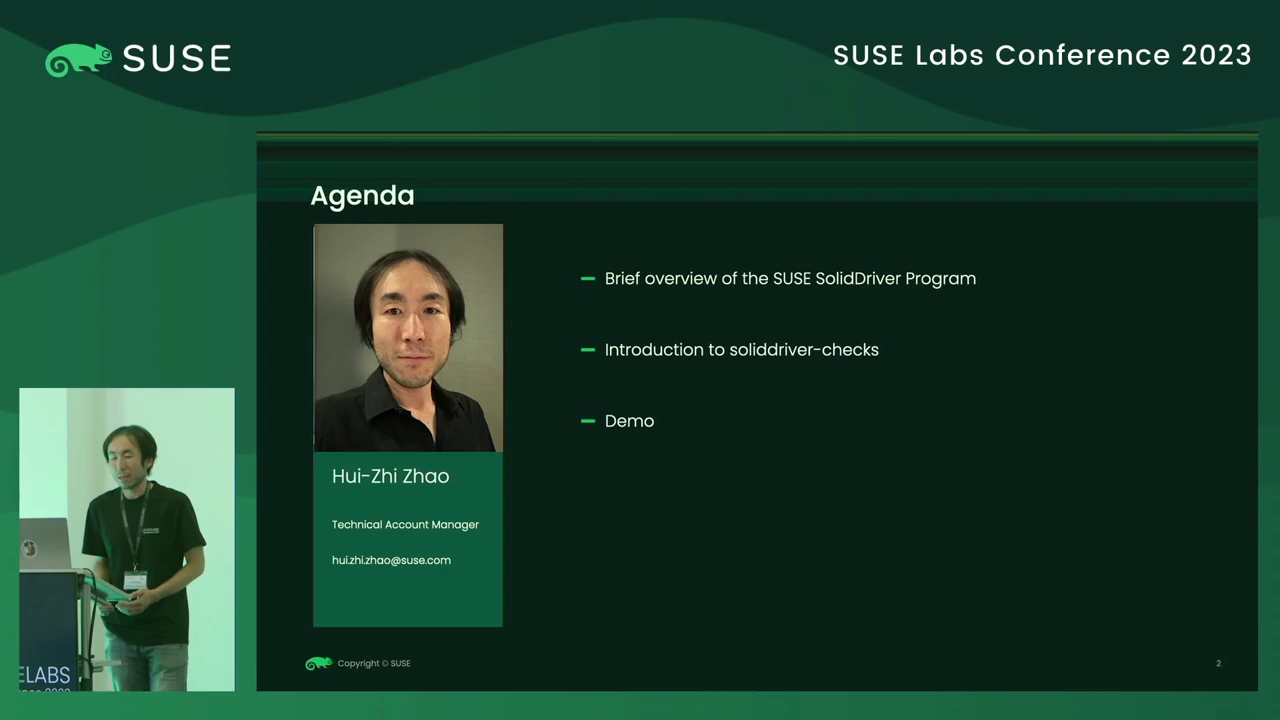 SUSE
SUSE Labs Conference 2023
Agenda
Brief overview of the SUSE SolidDriver Program
Introduction to soliddriver-checks
Demo
Hui-Zhi Zhao
Technical Account Manager
hui.zhi.zhao@suse.com
ELABS
Copyright © SUSE
2